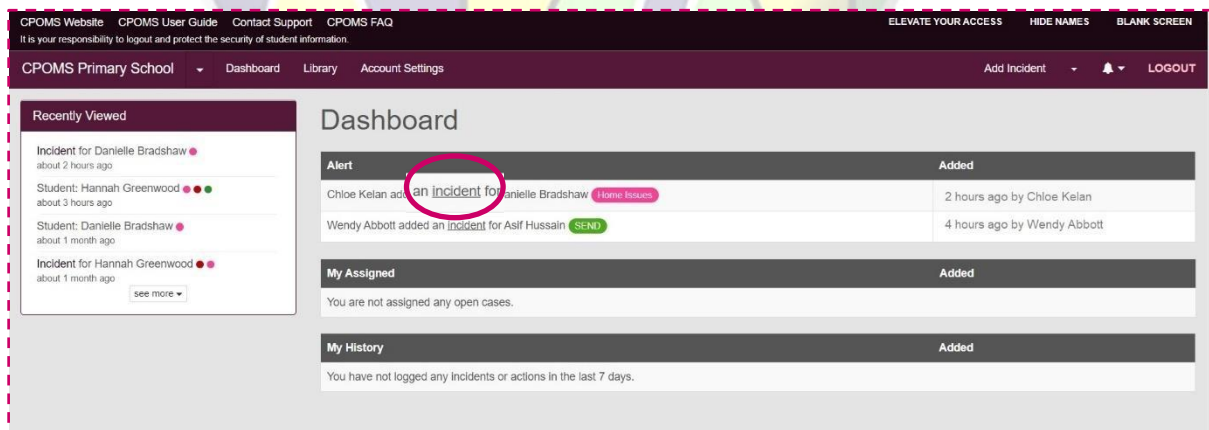 CPOMS Website CPOMS User Guide Contact Support CPOMS FAQ ELEVATE YOUR ACCESS HIDE NAMES BLANK SCREEN
It is your responsibility to logout and protect the security of student information.
CPOMS Primary School Dashboard Library Account Settings Add Incident LOGOUT
Recently Viewed
Incident for Danielle Bradshaw
about 2 hours ago
Student: Hannah Greenwood
about 3 hours ago
Student: Danielle Bradshaw
about 1 month ago
Incident for Hannah Greenwood
about 1 month ago
see more
Dashboard
Alert Added
Chloe Kelan add an incident for anielle Bradshaw Home Issues 2 hours ago by Chloe Kelan
Wendy Abbott added an incident for Asif Hussain SEND 4 hours ago by Wendy Abbott
My Assigned Added
You are not assigned any open cases.
My History Added
You have not logged any incidents or actions in the last 7 days.